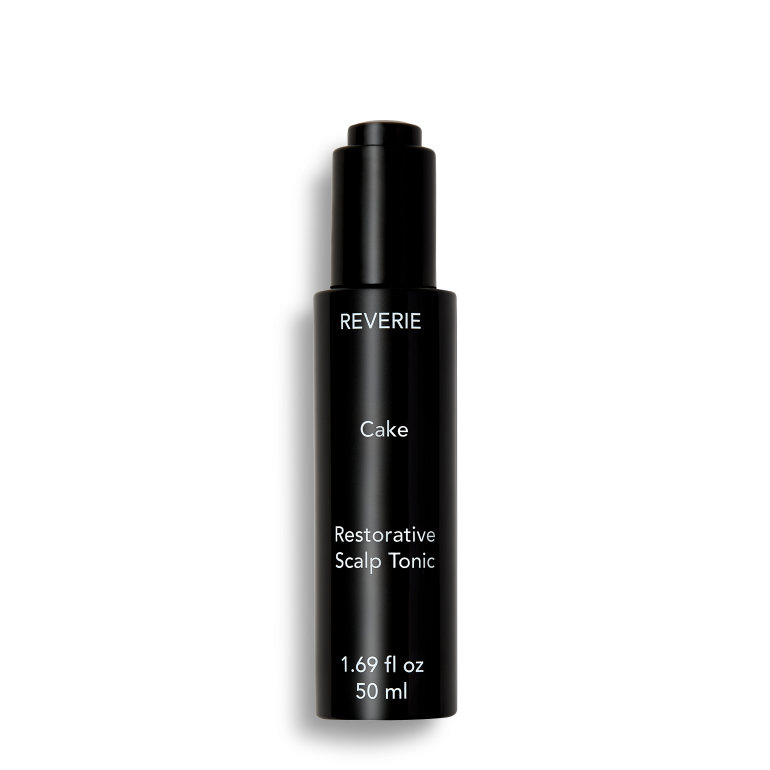 REVERIE
Cake
Restorative
Scalp Tonic
1.69 fl oz
50 ml